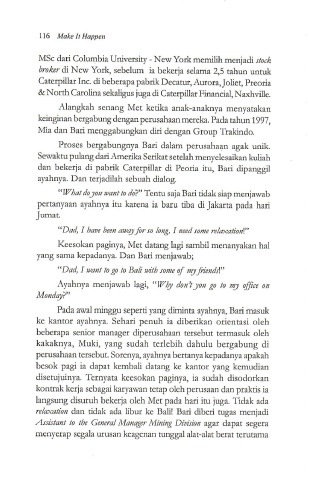 116 Make It Happen
MSc dari Columbia University - New York memilih menjadi stock
broker di New York, sebelum ia bekerja selama 2,5 tahun untuk
Caterpillar Inc. di beberapa pabrik Decatur, Aurora, Joliet, Preoria
& North Carolina sekaligus juga di Caterpillar Financial, Naxhville.
Alangkah senang Met ketika anak-anaknya menyatakan
keinginan bergabung dengan perusahaan mereka. Pada tahun 1997,
Mia dan Bari menggabungkan diri dengan Group Trakindo.
Proses bergabungnya Bari dalam perusahaan agak unik.
Sewaktu pulang dari Amerika Serikat setelah menyelesaikan kuliah
dan bekerja di pabrik Caterpillar di Peoria itu, Bari dipanggil
ayahnya. Dan terjadilah sebuah dialog.
"What do you want to do?" Tentu saja Bari tidak siap menjawab
pertanyaan ayahnya itu karena ia baru tiba di Jakarta pada hari
Jumat.
"Dad, I have been away for so long, I need some relaxation!"
Keesokan paginya, Met datang lagi sambil menanyakan hal
yang sama kepadanya. Dan Bari menjawab;
"Dad, I want to go to Bali with some of my friends!"
Ayahnya menjawab lagi, "Why don't you go to my office on
Monday?"
Pada awal minggu seperti yang diminta ayahnya, Bari masuk
ke kantor ayahnya. Sehari penuh ia diberikan orientasi oleh
beberapa senior manager diperusahaan tersebut termasuk oleh
kakaknya, Muki, yang sudah terlebih dahulu bergabung di
perusahaan tersebut. Sorenya, ayahnya bertanya kepadanya apakah
besok pagi ia dapat kembali datang ke kantor yang kemudian
disetujuinya. Ternyata keesokan paginya, ia sudah disodorkan
kontrak kerja sebagai karyawan tetap oleh perusaan dan praktis ia
langsung disuruh bekerja oleh Met pada hari itu juga. Tidak ada
relaxation dan tidak ada libur ke Bali! Bari diberi tugas menjadi
Assistant to the General Manager Mining Division agar dapat segera
menyerap segala urusan keagenan tunggal alat-alat berat terutama